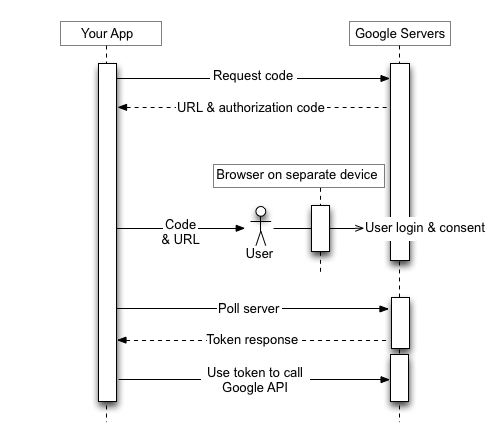 Your App
Google Servers
Request code
URL & authorization code
Browser on separate device
Code
& URL
User
User login & consent
Poll server
Token response
Use token to call
Google API